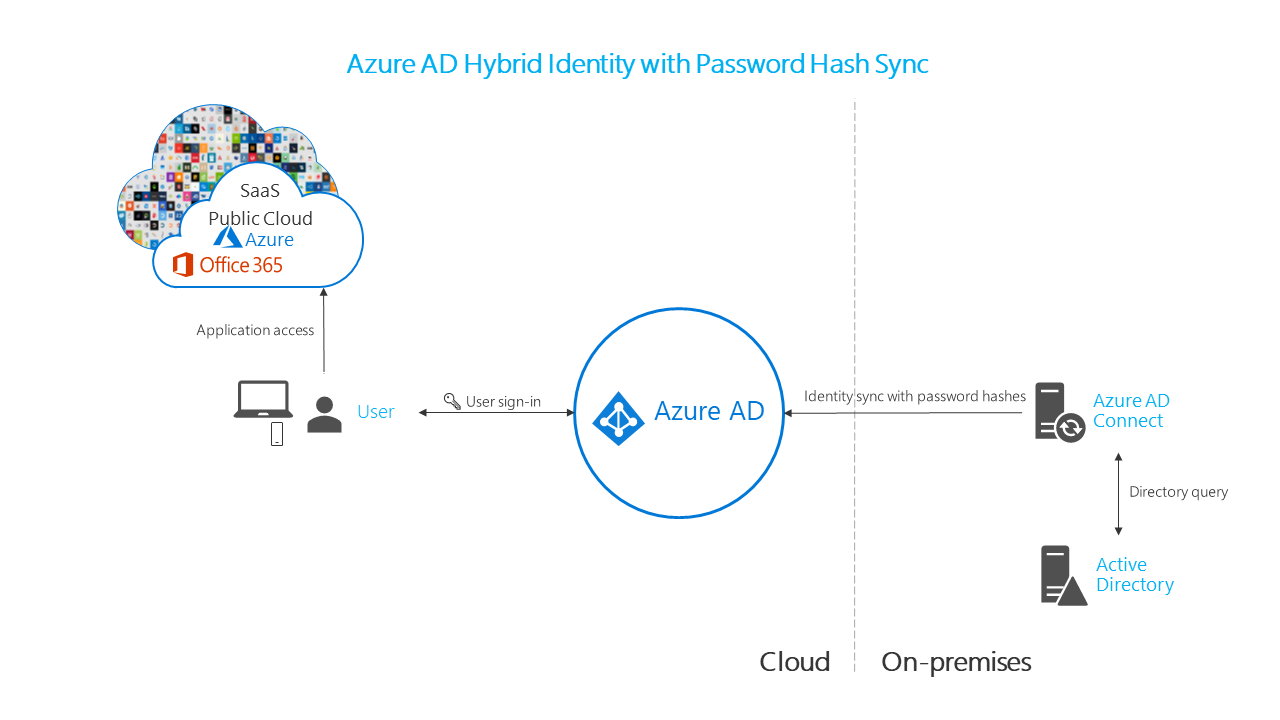 Azure AD Hybrid Identity with Password Hash Sync
SaaS
Public Cloud
Azure
Office 365
Application access
User
User sign-in
Azure AD
Identity sync with password hashes
Azure AD
Connect
Directory query
Active
Directory
Cloud
On-premises